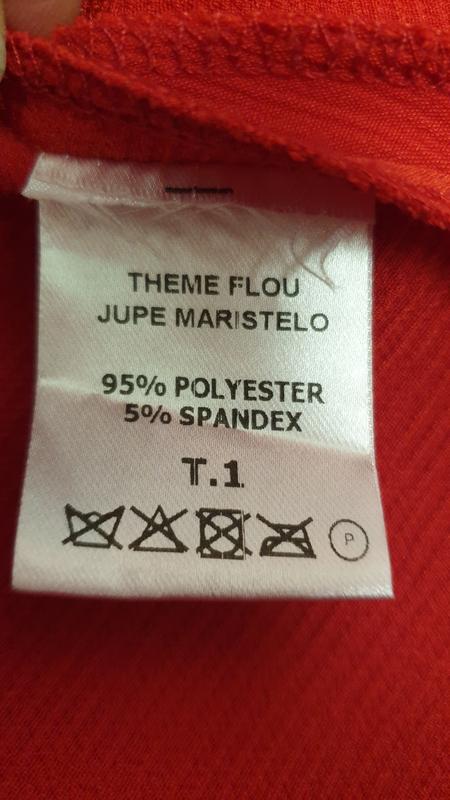 THEME FLOU
JUPE MARISTELO
95% POLYESTER
5% SPANDEX
T.1
P